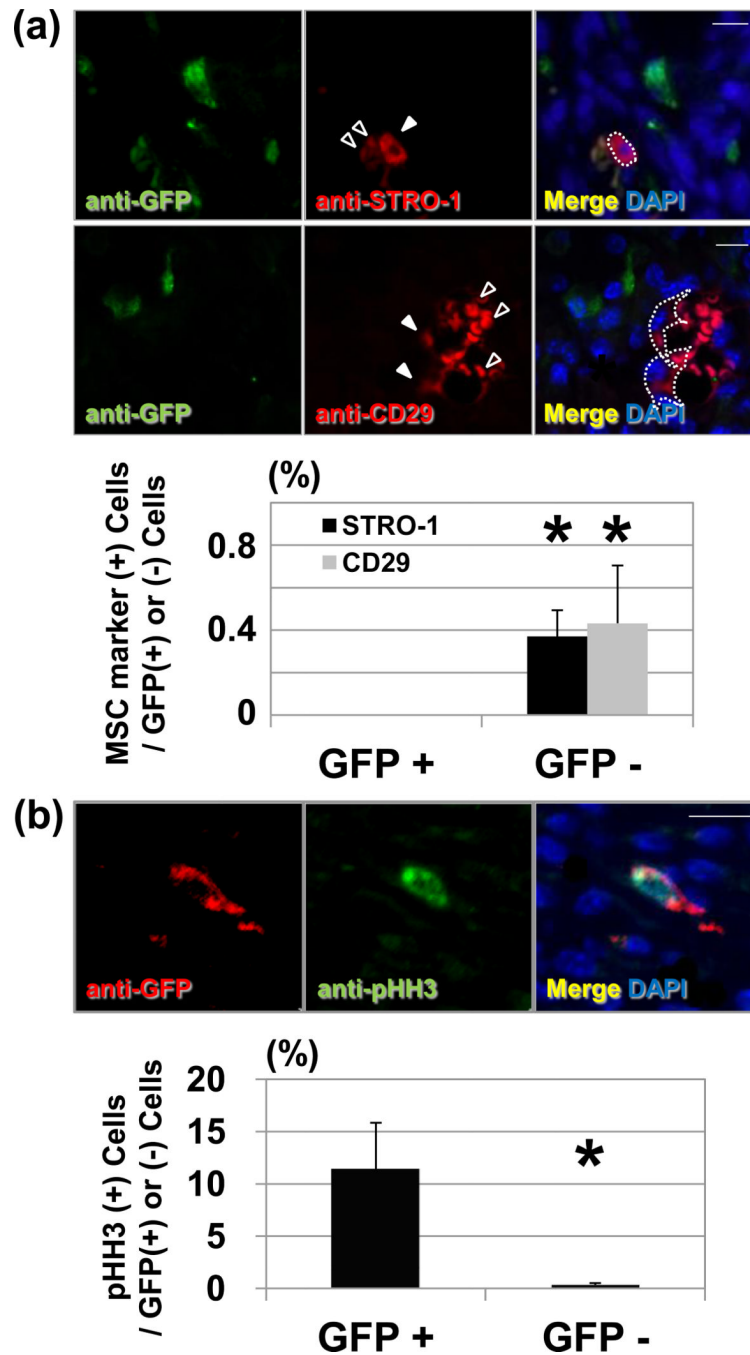 (a)
anti-GFP
anti-STRO-1
Merge DAPI
anti-GFP
anti-CD29
Merge DAPI
(%)
MSC marker (+) Cells
/ GFP(+) or (-) Cells
STRO-1
CD29
* *
0.8
0.4
0
GFP + GFP -
(b)
anti-GFP
anti-pHH3
Merge DAPI
(%)
pHH3 (+) Cells
/ GFP(+) or (-) Cells
20
15
*
10
5
0
GFP + GFP -